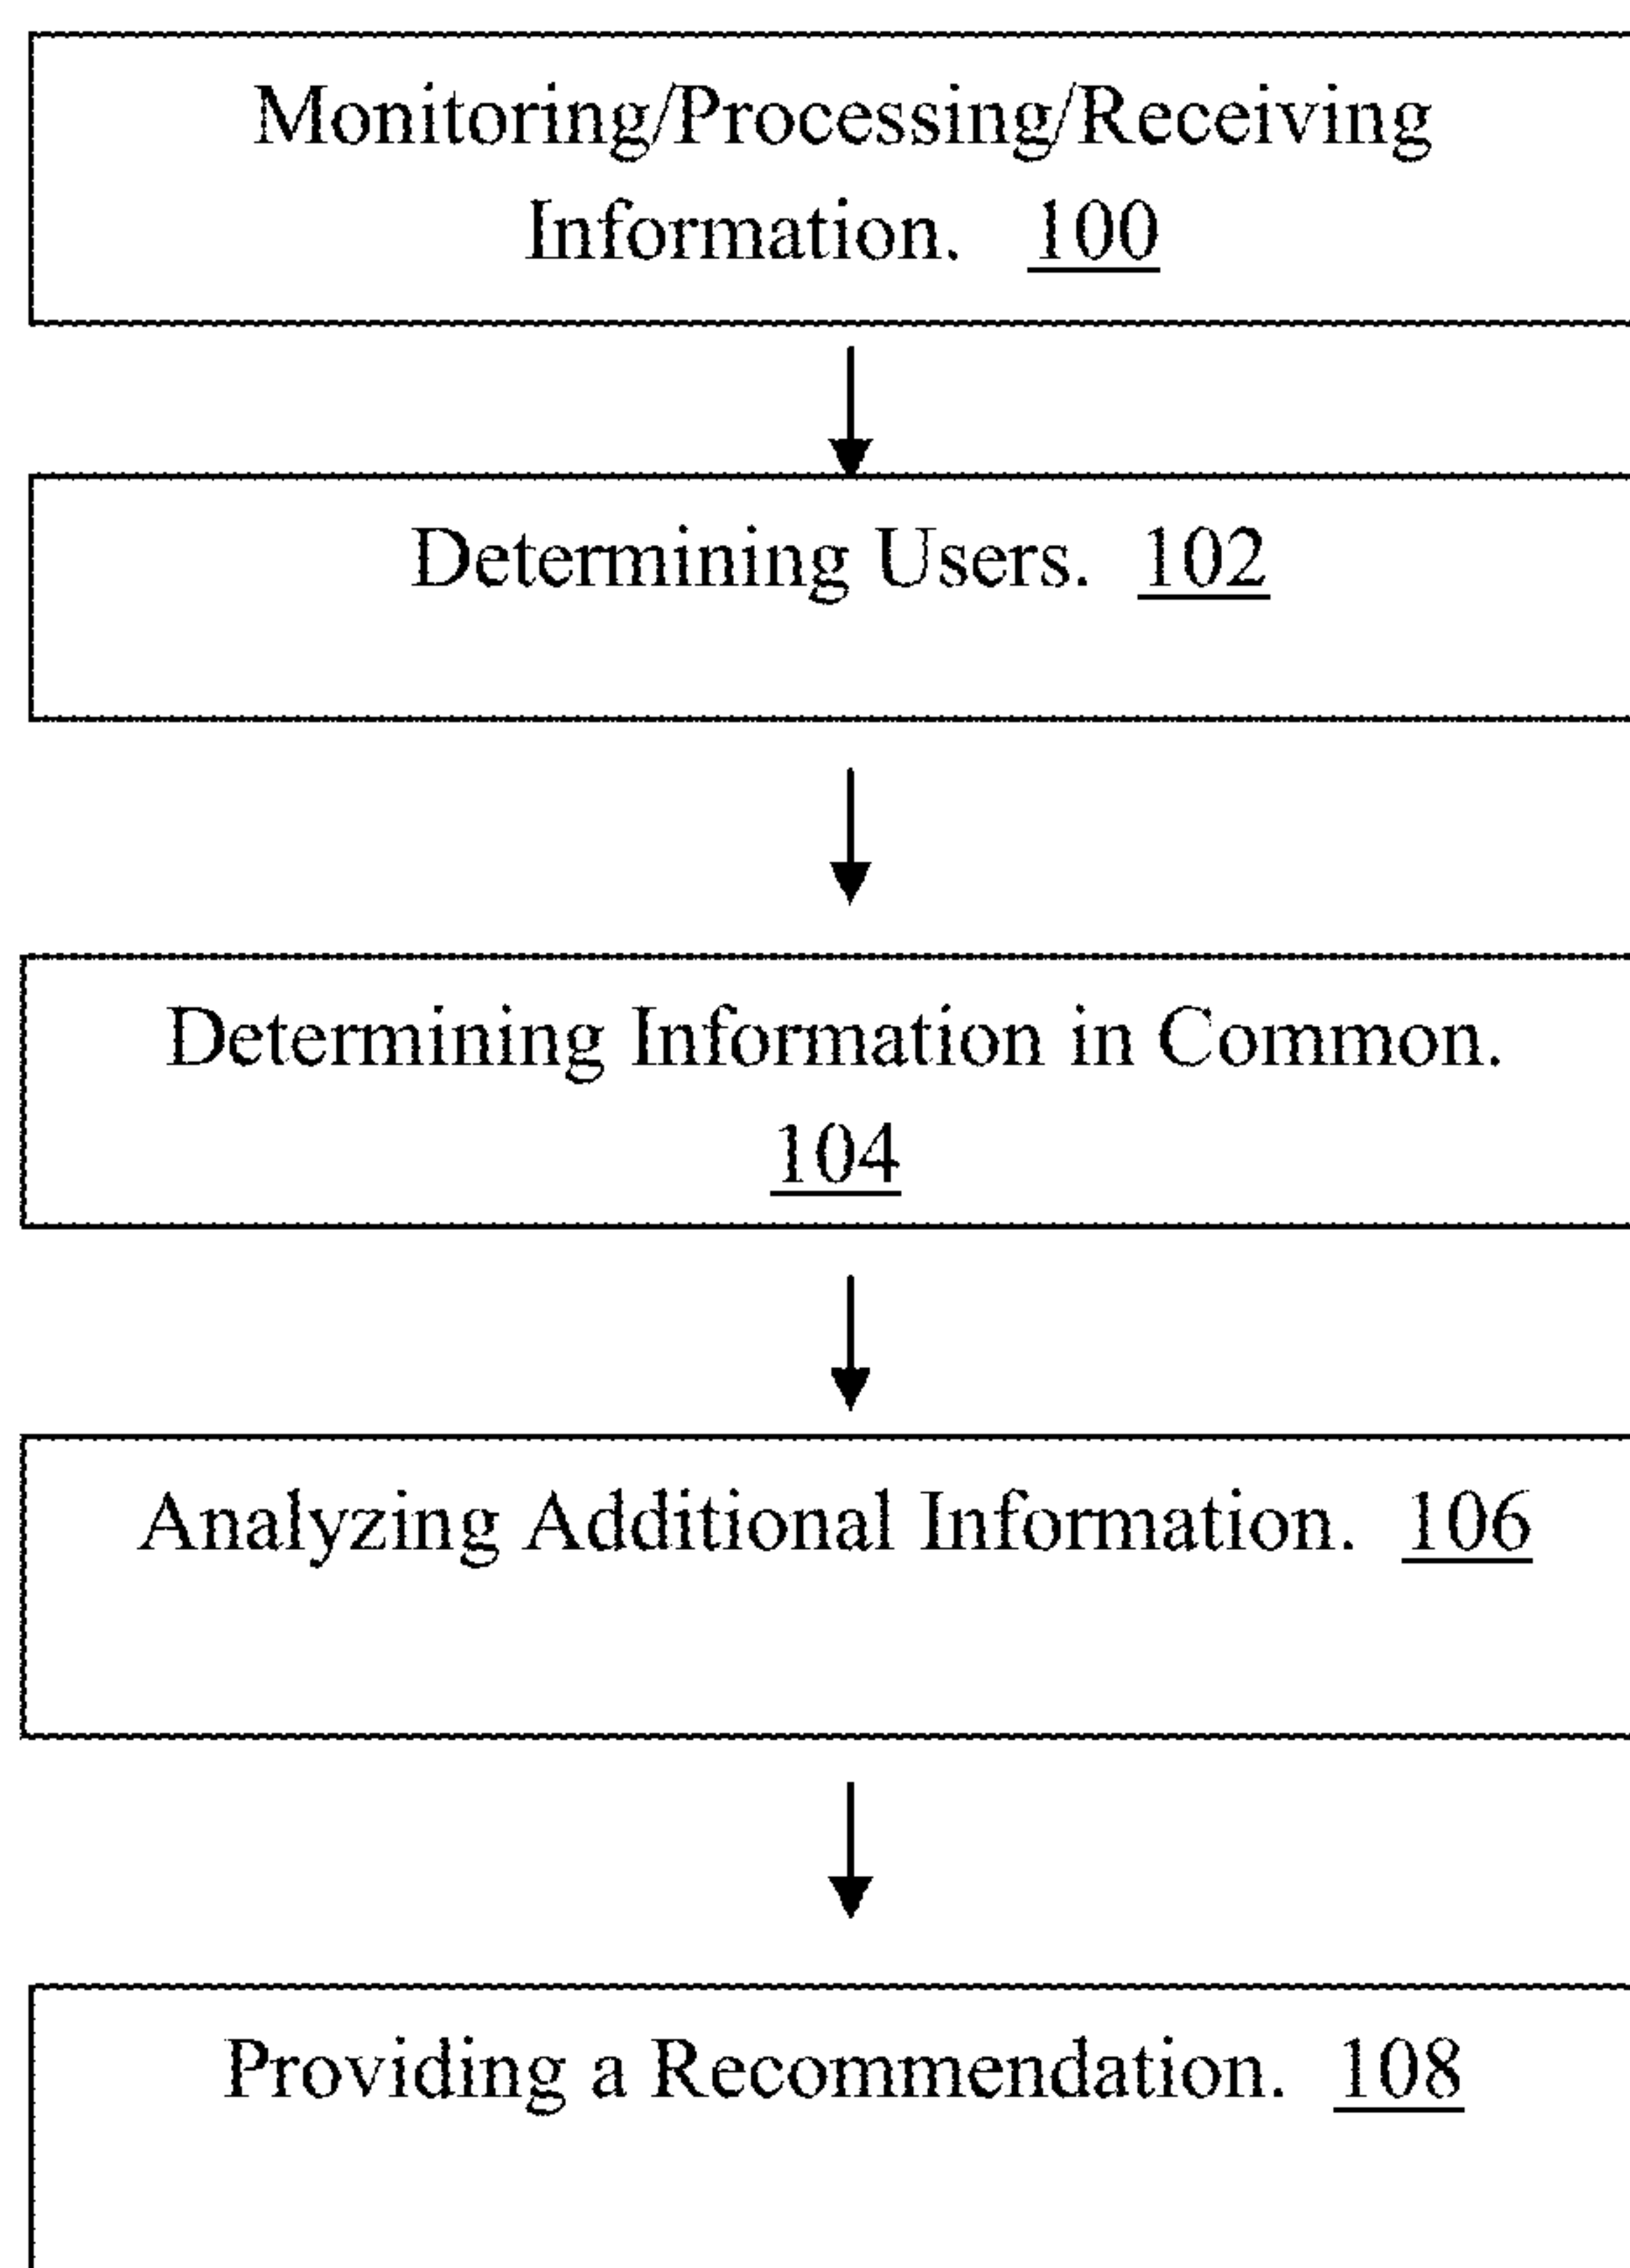 Monitoring/Processing/Receiving
Information. 100
Determining Users. 102
Determining Information in Common.
104
Analyzing Additional Information. 106
Providing a Recommendation. 108